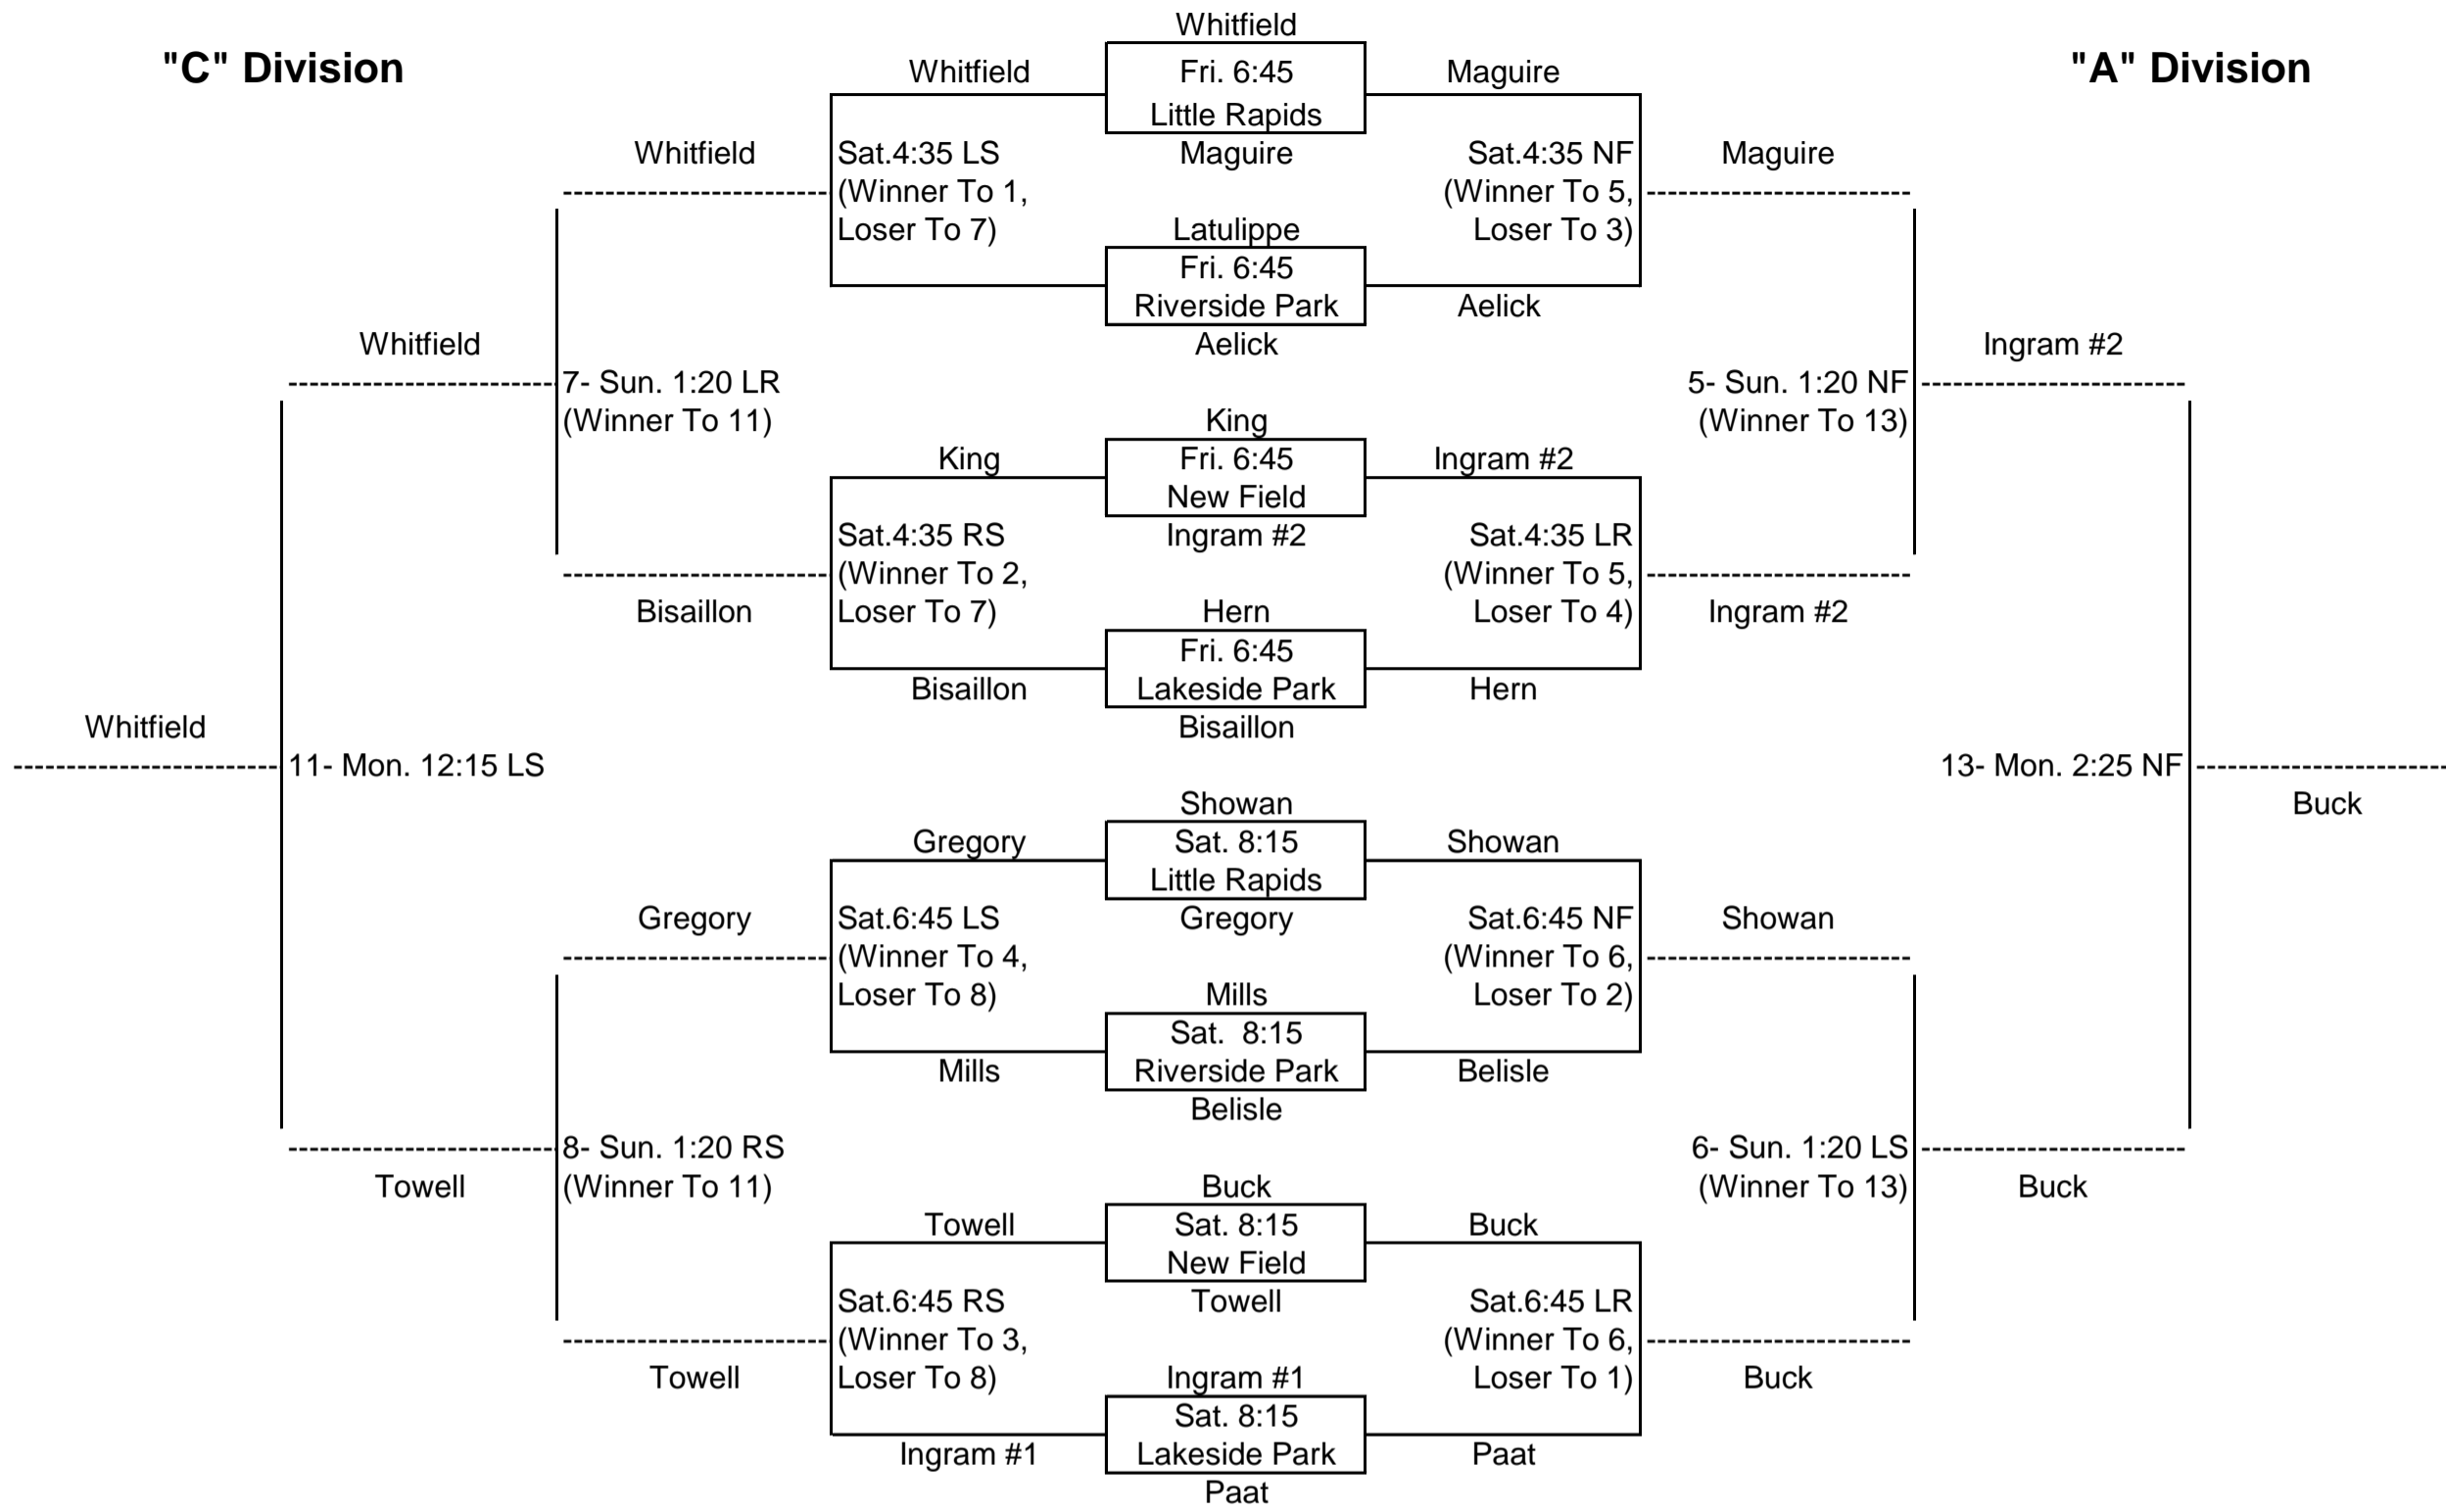 Whitfield
"C" Division
Whitfield
Fri. 6:45
Maguire
"A" Division
Little Rapids
Whitfield
Sat.4:35 LS
Maguire
Sat.4:35 NF
Maguire
(Winner To 1,
(Winner To 5,
Loser To 7)
Latulippe
Loser To 3)
Fri. 6:45
Riverside Park
Aelick
Whitfield
Aelick
Ingram #2
7- Sun. 1:20 LR
5- Sun. 1:20 NF
(Winner To 11)
King
(Winner To 13)
King
Fri. 6:45
Ingram #2
New Field
Sat.4:35 RS
Ingram #2
Sat.4:35 LR
(Winner To 2,
(Winner To 5,
Bisaillon
Loser To 7)
Hern
Loser To 4)
Ingram #2
Fri. 6:45
Bisaillon
Lakeside Park
Hern
Whitfield
Bisaillon
11- Mon. 12:15 LS
13- Mon. 2:25 NF
Showan
Buck
Gregory
Sat. 8:15
Showan
Little Rapids
Gregory
Sat.6:45 LS
Gregory
Sat.6:45 NF
Showan
(Winner To 4,
(Winner To 6,
Loser To 8)
Mills
Loser To 2)
Sat.  8:15
Mills
Riverside Park
Belisle
Belisle
8- Sun. 1:20 RS
6- Sun. 1:20 LS
Towell
(Winner To 11)
Buck
(Winner To 13)
Buck
Towell
Sat. 8:15
Buck
New Field
Sat.6:45 RS
Towell
Sat.6:45 LR
(Winner To 3,
(Winner To 6,
Towell
Loser To 8)
Ingram #1
Loser To 1)
Buck
Sat. 8:15
Ingram #1
Lakeside Park
Paat
Paat